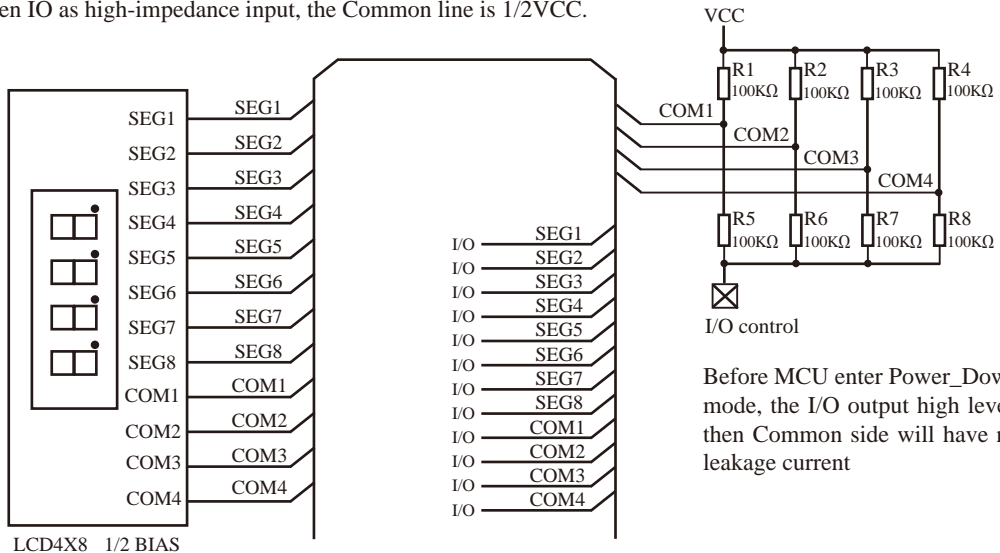 IO as high-impedance input, the Common line is 1/2VCC.
VCC
R1
100KΩ
R2
100KΩ
R3
100KΩ
R4
100KΩ
COM1
COM2
COM3
COM4
R5
100KΩ
R6
100KΩ
R7
100KΩ
R8
100KΩ
I/O control
Before MCU enter
mode, the I/O output high
then Common side will have
leakage current
SEG1 SEG1
SEG2 SEG2
SEG3 SEG3
SEG4 SEG4
SEG5 SEG5
SEG6 SEG6
SEG7 SEG7
SEG8 SEG8
COM1 COM1
COM2 COM2
COM3 COM3
COM4 COM4
LCD4X8 1/2 BIAS
I/O SEG1
I/O SEG2
I/O SEG3
I/O SEG4
I/O SEG5
I/O SEG6
I/O SEG7
I/O SEG8
I/O COM1
I/O COM2
I/O COM3
I/O COM4